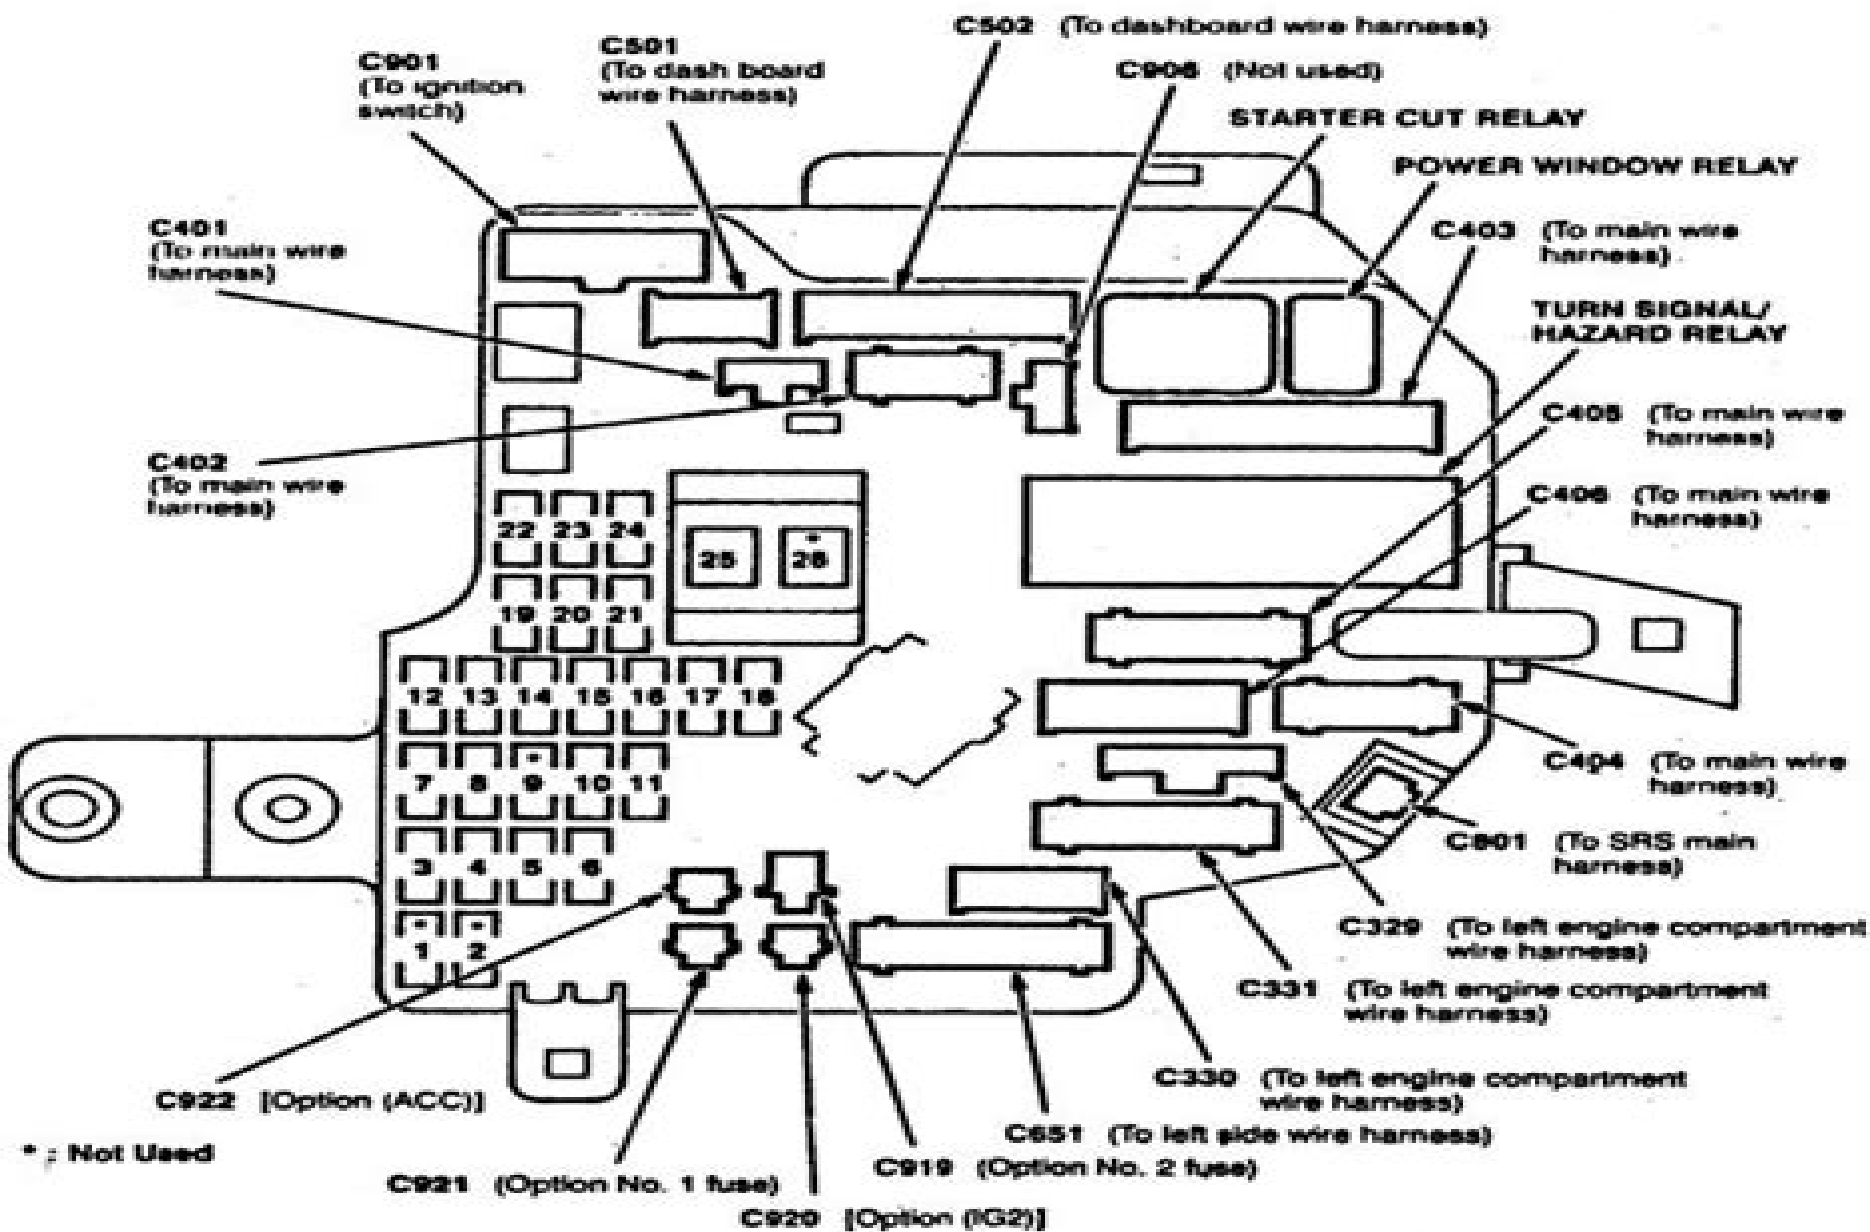 C502 (To dashboard wire harness)
C501
(To dash board
wire harness)
C901
(To ignition
switch)
C906 (Not used)
STARTER CUT RELAY
POWER WINDOW RELAY
C401
(To main wire
harness)
C403 (To main wire
harness)
TURN SIGNAL/
HAZARD RELAY
C405 (To main wire
harness)
C402
(To main wire
harness)
C406 (To main wire
harness)
22 23 24
25 * 26
19 20 21
12 13 14 15 16 17 18
7 8 * 9 10 11
C404 (To main wire
harness)
C801 (To SRS main
harness)
3 4 5 6
* 1 * 2
C329 (To left engine compartment
wire harness)
C331 (To left engine compartment
wire harness)
C330 (To left engine compartment
wire harness)
C922 [Option (ACC)]
C651 (To left side wire harness)
* : Not Used
C919 (Option No. 2 fuse)
C921 (Option No. 1 fuse)
C920 [Option (IG2)]